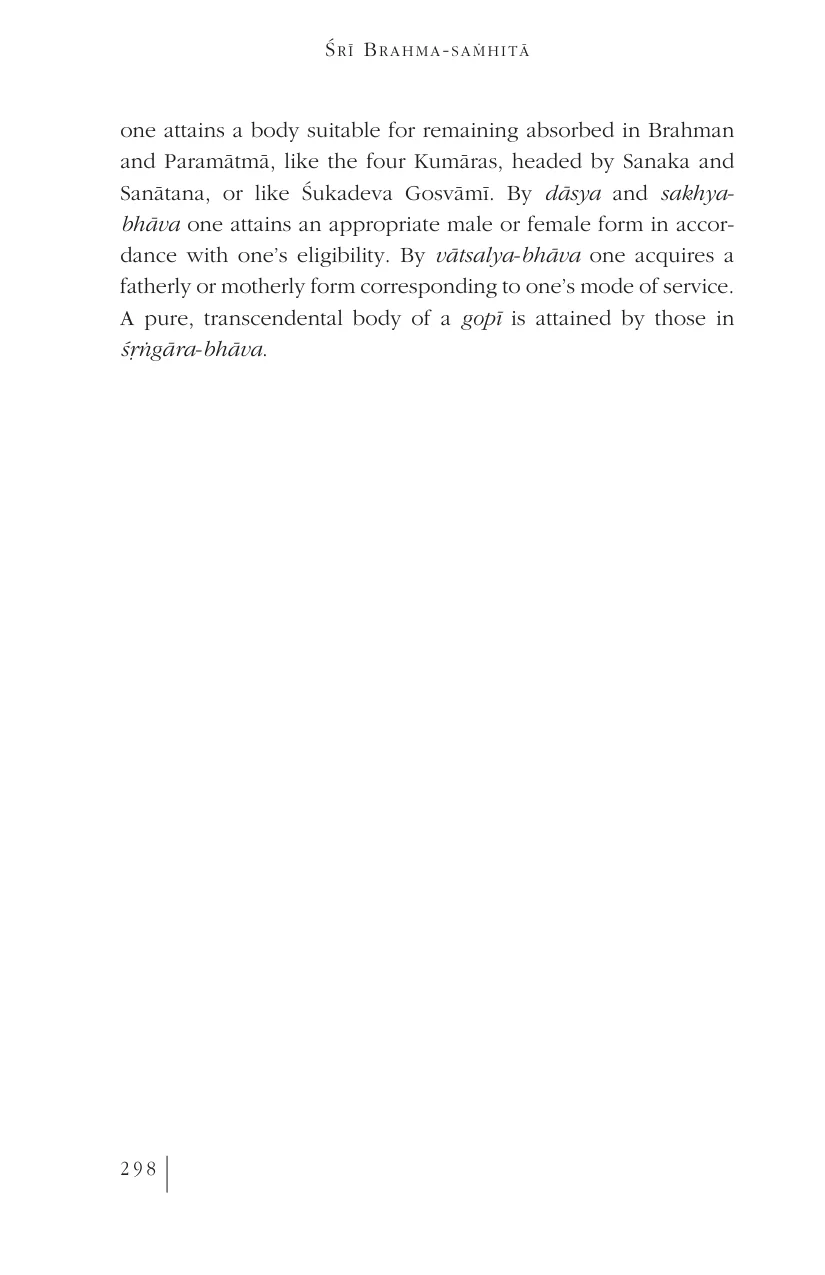 ŚRĪ BRAHMA-SAṀHITĀ
one attains a body suitable for remaining absorbed in Brahman
and Paramātmā, like the four Kumāras, headed by Sanaka and
Sanātana, or like Śukadeva Gosvāmī. By dāsya and sakhya-
bhāva one attains an appropriate male or female form in accor-
dance with one’s eligibility. By vātsalya-bhāva one acquires a
fatherly or motherly form corresponding to one’s mode of service.
A pure, transcendental body of a gopī is attained by those in
śṛṅgāra-bhāva.
298